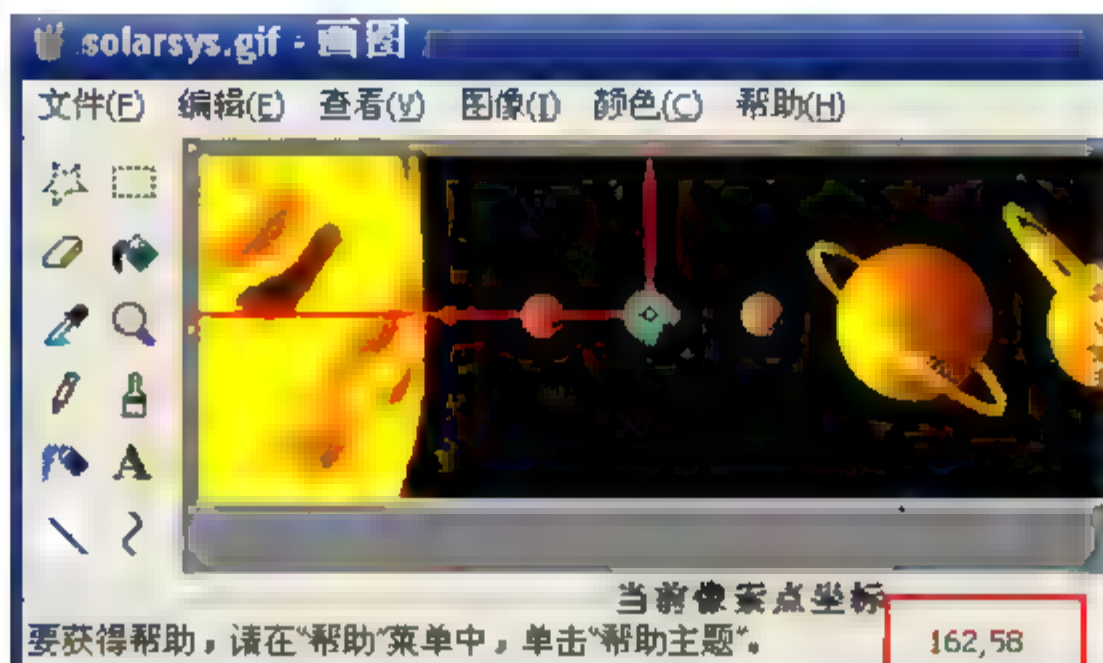 solarsys.gif - 画图
文件(F) 编辑(E) 查看(V) 图像(I) 颜色(C) 帮助(H)
A
当前像素点坐标
要获得帮助，请在“帮助”菜单中，单击“帮助主题”。 162,58